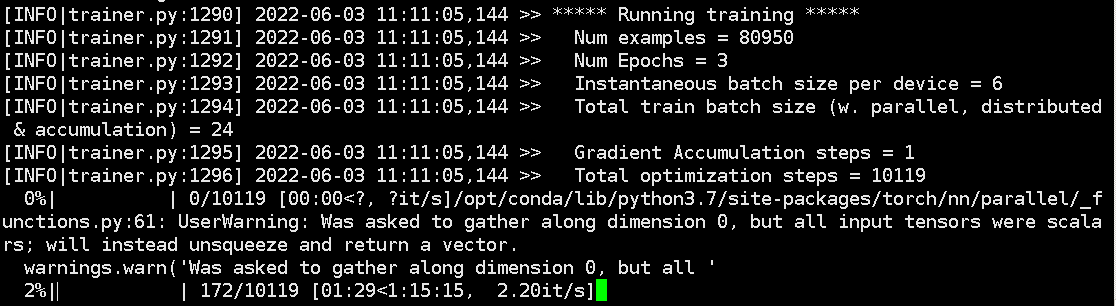 [INFO|trainer.py:1290] 2022-06-03 11:11:05,144 >> ***** Running training *****
[INFO|trainer.py:1291] 2022-06-03 11:11:05,144 >>   Num examples = 80950
[INFO|trainer.py:1292] 2022-06-03 11:11:05,144 >>   Num Epochs = 3
[INFO|trainer.py:1293] 2022-06-03 11:11:05,144 >>   Instantaneous batch size per device = 6
[INFO|trainer.py:1294] 2022-06-03 11:11:05,144 >>   Total train batch size (w. parallel, distributed
 & accumulation) = 24
[INFO|trainer.py:1295] 2022-06-03 11:11:05,144 >>   Gradient Accumulation steps = 1
[INFO|trainer.py:1296] 2022-06-03 11:11:05,144 >>   Total optimization steps = 10119
  0%|          | 0/10119 [00:00<?, ?it/s]/opt/conda/lib/python3.7/site-packages/torch/nn/parallel/_f
unctions.py:61: UserWarning: Was asked to gather along dimension 0, but all input tensors were scala
rs; will instead unsqueeze and return a vector.
  warnings.warn('Was asked to gather along dimension 0, but all '
  2%||          | 172/10119 [01:29<1:15:15,  2.20it/s]